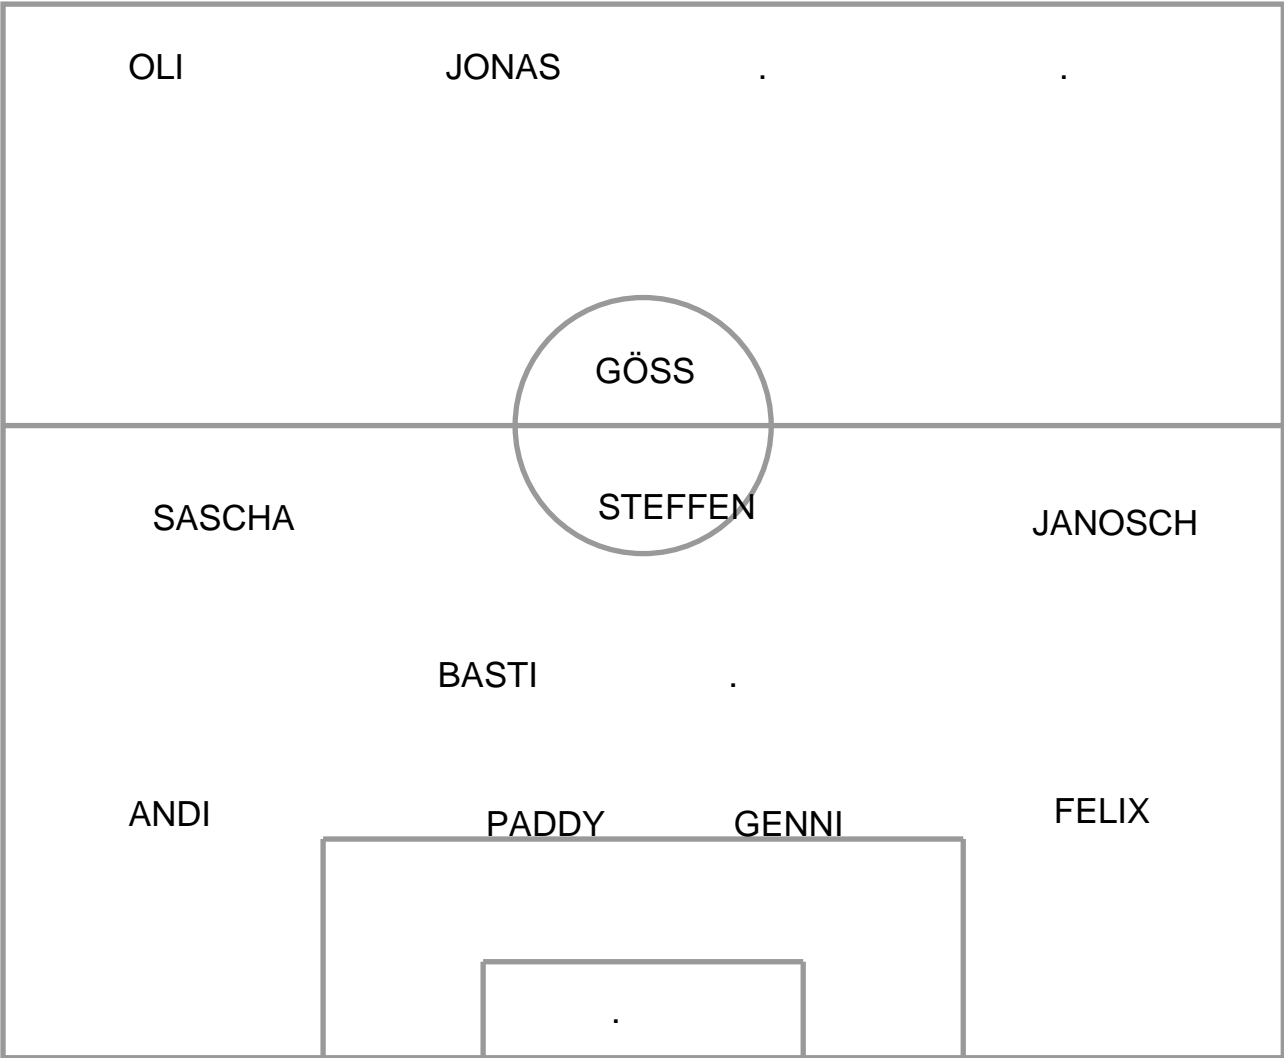 OLI JONAS . .
GÖSS
SASCHA STEFFEN JANOSCH
BASTI .
ANDI PADDY GENNI FELIX
.